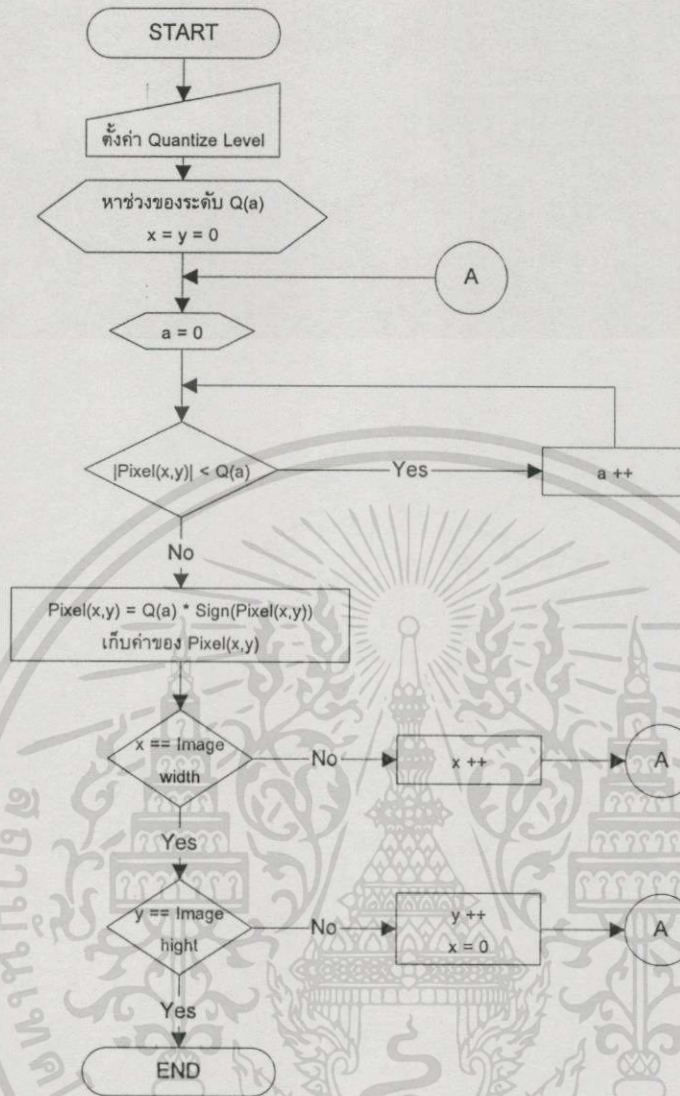 START
ตั้งค่า Quantize Level
หาช่วงของระดับ Q(a)
x = y = 0
A
a = 0
|Pixel(x,y)| < Q(a)
Yes
a ++
No
Pixel(x,y) = Q(a) * Sign(Pixel(x,y))
เก็บค่าของ Pixel(x,y)
x == Image
width
No
x ++
A
Yes
y == Image
hight
No
y ++
x = 0
A
Yes
END